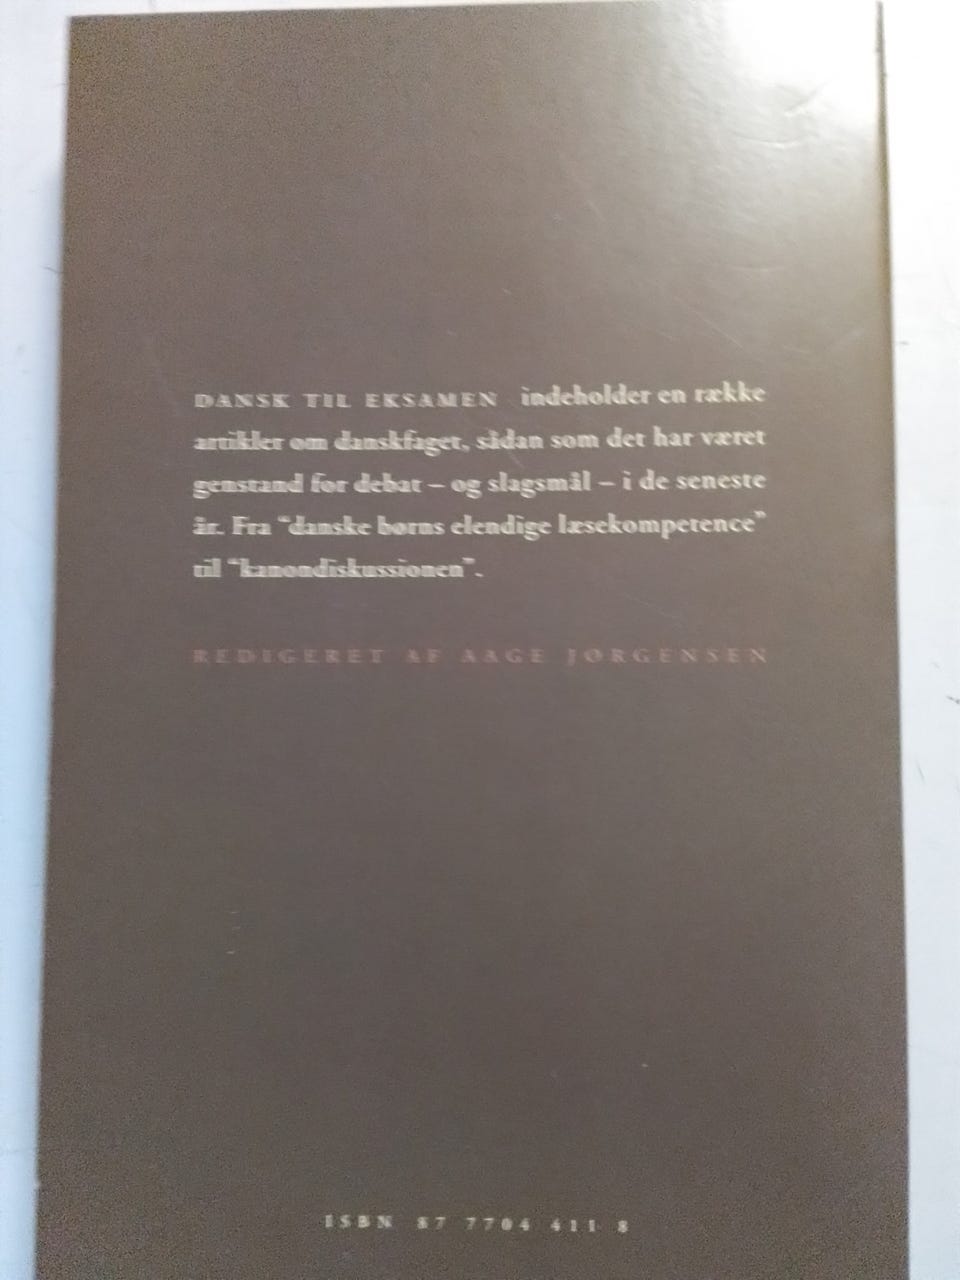 DANSK TIL EKSAMEN indeholder en række
artikler om danskfaget, sådan som det har været
genstand for debat – og slagsmål – i de seneste
år. Fra “danske børns elendige læsekompetence”
til “kanondiskussionen”.
REDIGERET AF AAGE JØRGENSEN
ISBN 87 7704 411 8